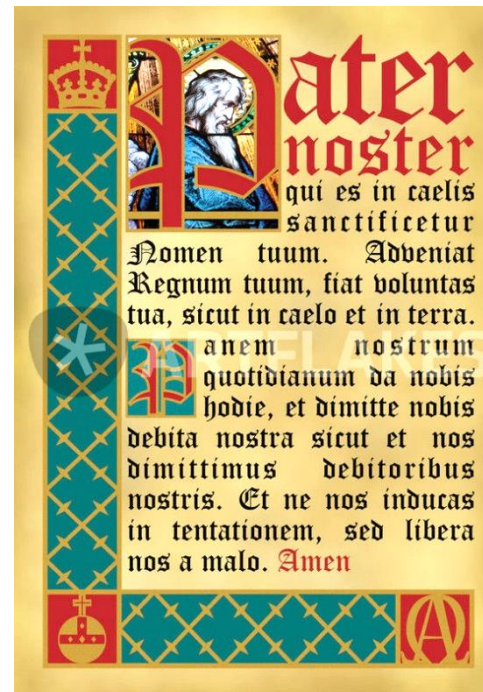 Pater
noster
qui es in caelis
sanctificetur
Nomen tuum. Adveniat
Regnum tuum, fiat voluntas
tua, sicut in caelo et in terra.
Panem nostrum
ARTFLAKES
quotidianum da nobis
hodie, et dimitte nobis
debita nostra sicut et nos
dimittimus debitoribus
nostris. Et ne nos inducas
in tentationem, sed libera
nos a malo. Amen